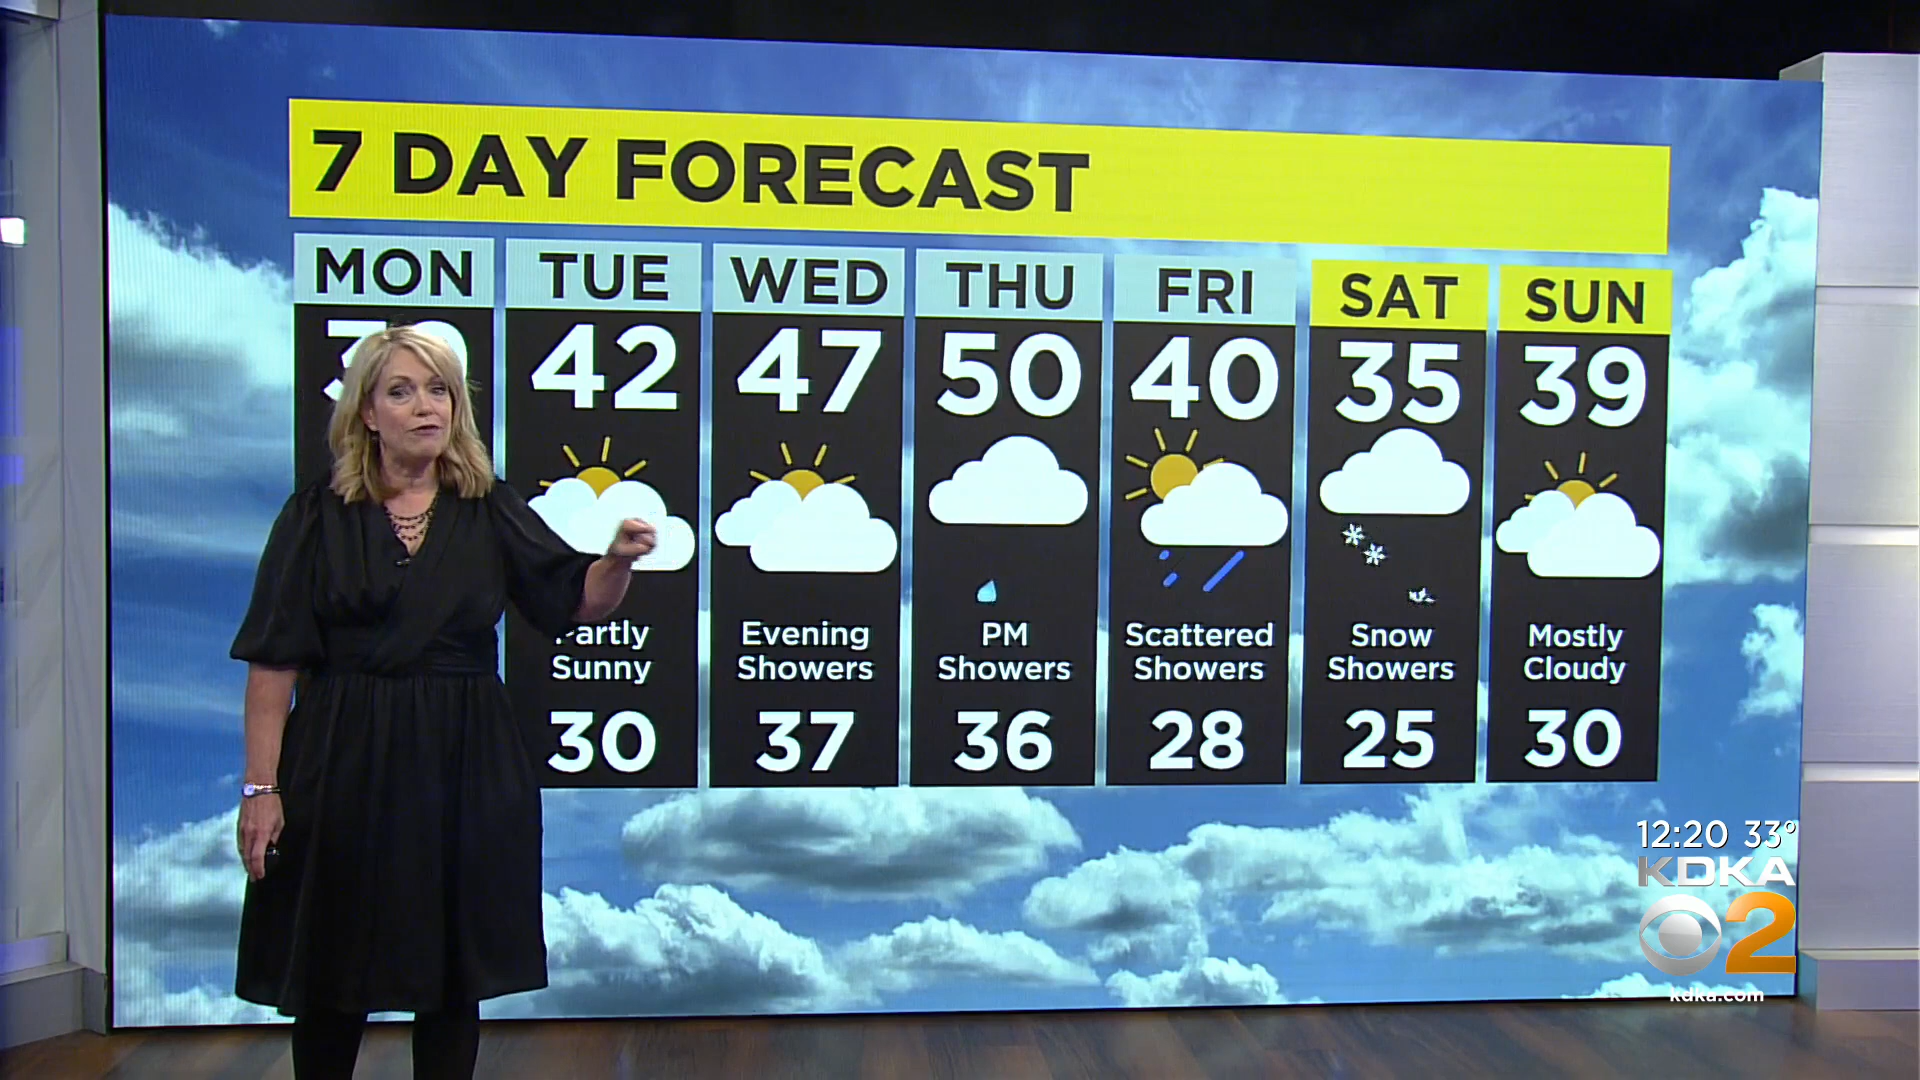 7 DAY FORECAST
MON TUE WED THU FRI SAT SUN
42 47 50 40 35 39
Partly Sunny
Evening Showers
PM Showers
Scattered Showers
Snow Showers
Mostly Cloudy
30 37 36 28 25 30
12:20 33°
KDKA
2
kdka.com